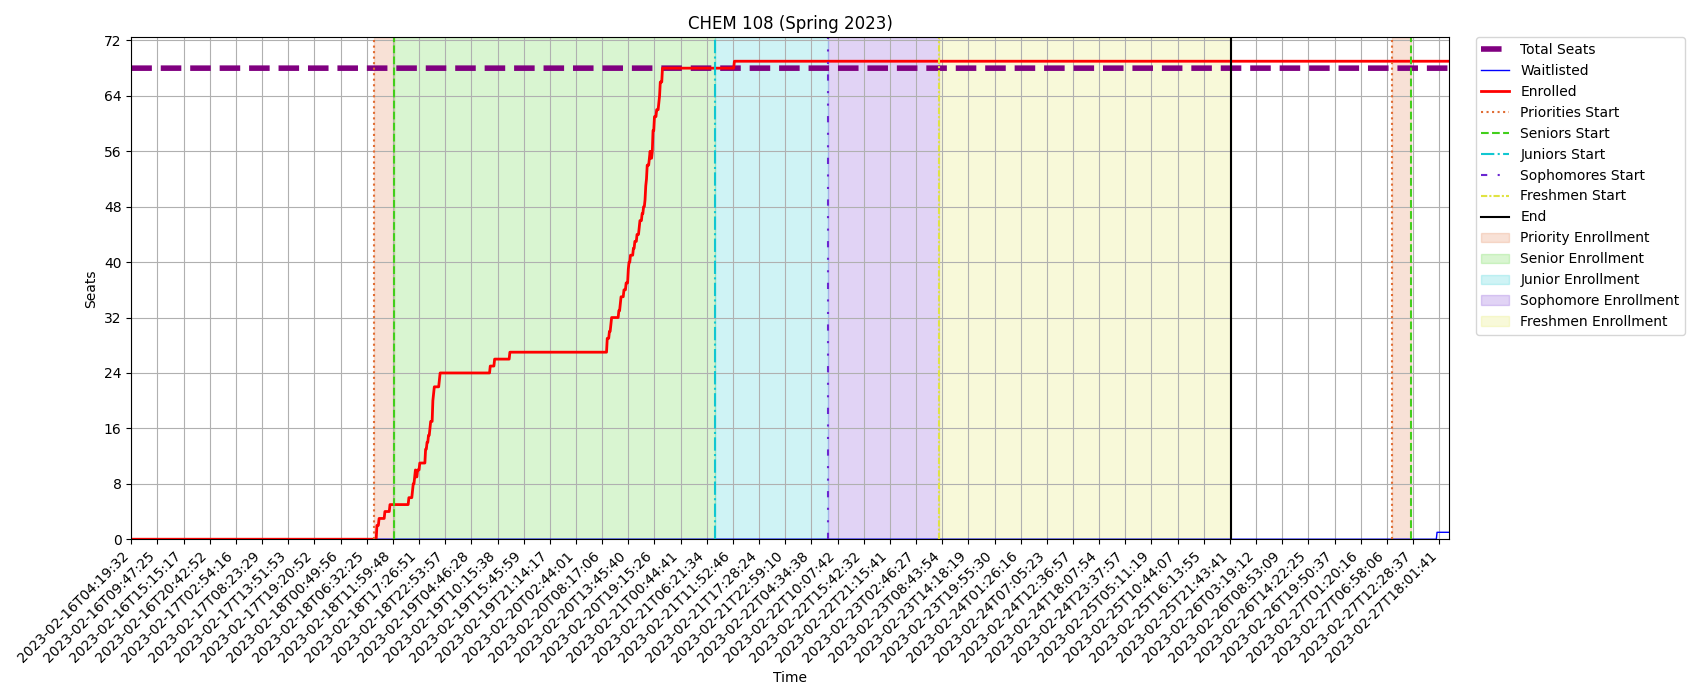 CHEM 108 (Spring 2023)
72
64
56
48
40
32
24
16
8
0
Seats
2023-02-16T04:19:32
2023-02-16T09:47:25
2023-02-16T15:15:17
2023-02-16T20:42:52
2023-02-17T02:54:16
2023-02-17T08:23:29
2023-02-17T13:51:53
2023-02-17T19:20:52
2023-02-18T00:49:56
2023-02-18T06:32:25
2023-02-18T11:59:48
2023-02-18T17:26:51
2023-02-18T22:53:57
2023-02-19T04:46:28
2023-02-19T10:15:38
2023-02-19T15:45:59
2023-02-19T21:14:17
2023-02-20T02:44:01
2023-02-20T08:17:06
2023-02-20T13:45:40
2023-02-20T19:15:26
2023-02-21T00:44:41
2023-02-21T06:21:34
2023-02-21T11:52:46
2023-02-21T17:28:24
2023-02-21T22:59:10
2023-02-22T04:34:38
2023-02-22T10:07:42
2023-02-22T15:42:32
2023-02-22T21:15:41
2023-02-23T02:46:27
2023-02-23T08:43:54
2023-02-23T14:18:19
2023-02-23T19:55:30
2023-02-24T01:26:16
2023-02-24T07:05:23
2023-02-24T12:36:57
2023-02-24T18:07:54
2023-02-24T23:37:57
2023-02-25T05:11:19
2023-02-25T10:44:07
2023-02-25T16:13:55
2023-02-25T21:43:41
2023-02-26T03:19:12
2023-02-26T08:53:09
2023-02-26T14:22:25
2023-02-26T19:50:37
2023-02-27T01:20:16
2023-02-27T06:58:06
2023-02-27T12:28:37
2023-02-27T18:01:41
Time
Total Seats
Waitlisted
Enrolled
Priorities Start
Seniors Start
Juniors Start
Sophomores Start
Freshmen Start
End
Priority Enrollment
Senior Enrollment
Junior Enrollment
Sophomore Enrollment
Freshmen Enrollment